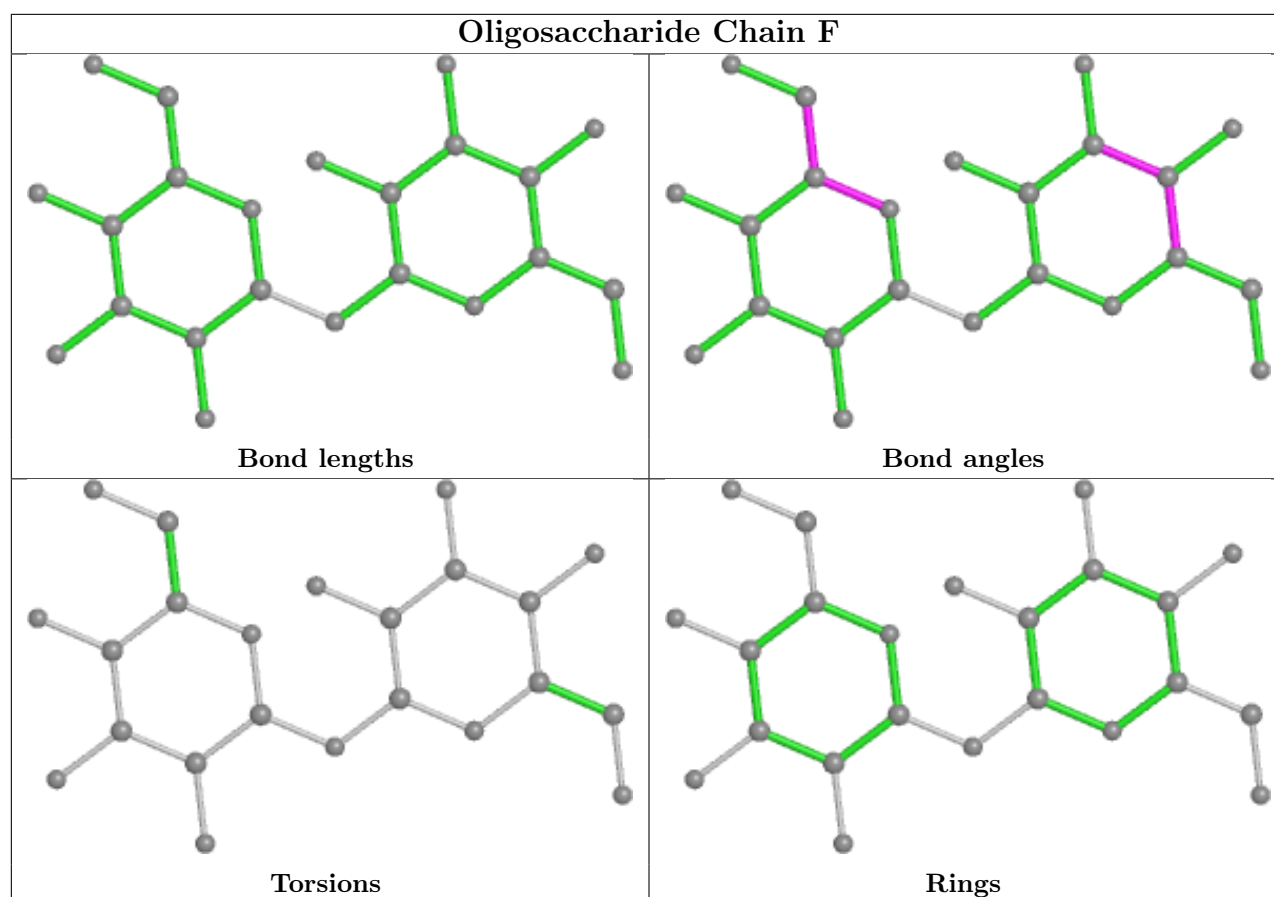 Oligosaccharide Chain F
Bond lengths
Bond angles
Torsions
Rings